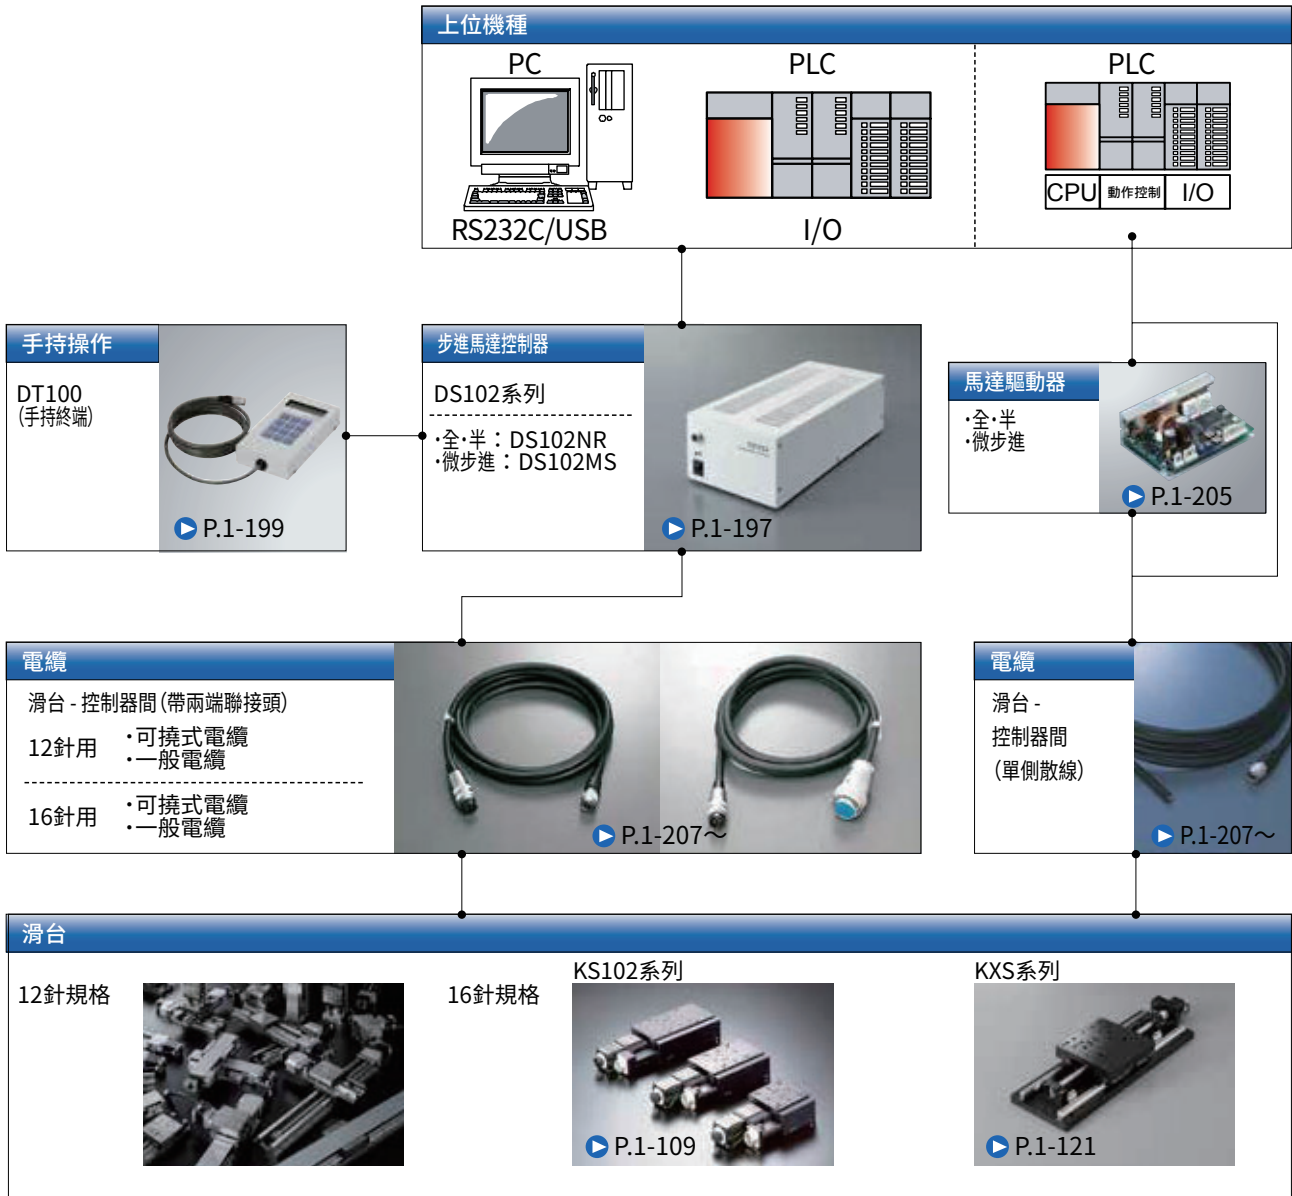 上位機種
PC
PLC
PLC
CPU
動作控制
I/O
RS232C/USB
I/O
手持操作
DT100
(手持終端)
P.1-199
步進馬達控制器
DS102系列
･全･半：DS102NR
･微步進：DS102MS
P.1-197
馬達驅動器
･全･半
･微步進
P.1-205
電纜
滑台 - 控制器間 (帶兩端聯接頭)
12針用
･可撓式電纜
･一般電纜
16針用
･可撓式電纜
･一般電纜
P.1-207～
電纜
滑台 -
控制器間
(單側散線)
P.1-207～
滑台
12針規格
16針規格
KS102系列
P.1-109
KXS系列
P.1-121